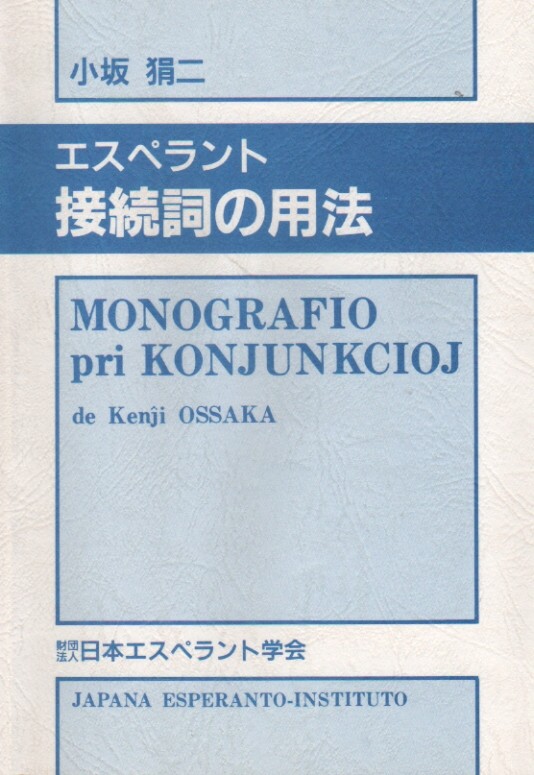 小坂 狷二
エスペラント
接続詞の用法
MONOGRAFIO
pri KONJUNKCIOJ
de Kenĵi OSSAKA
財団法人日本エスペラント学会
JAPANA ESPERANTO-INSTITUTO